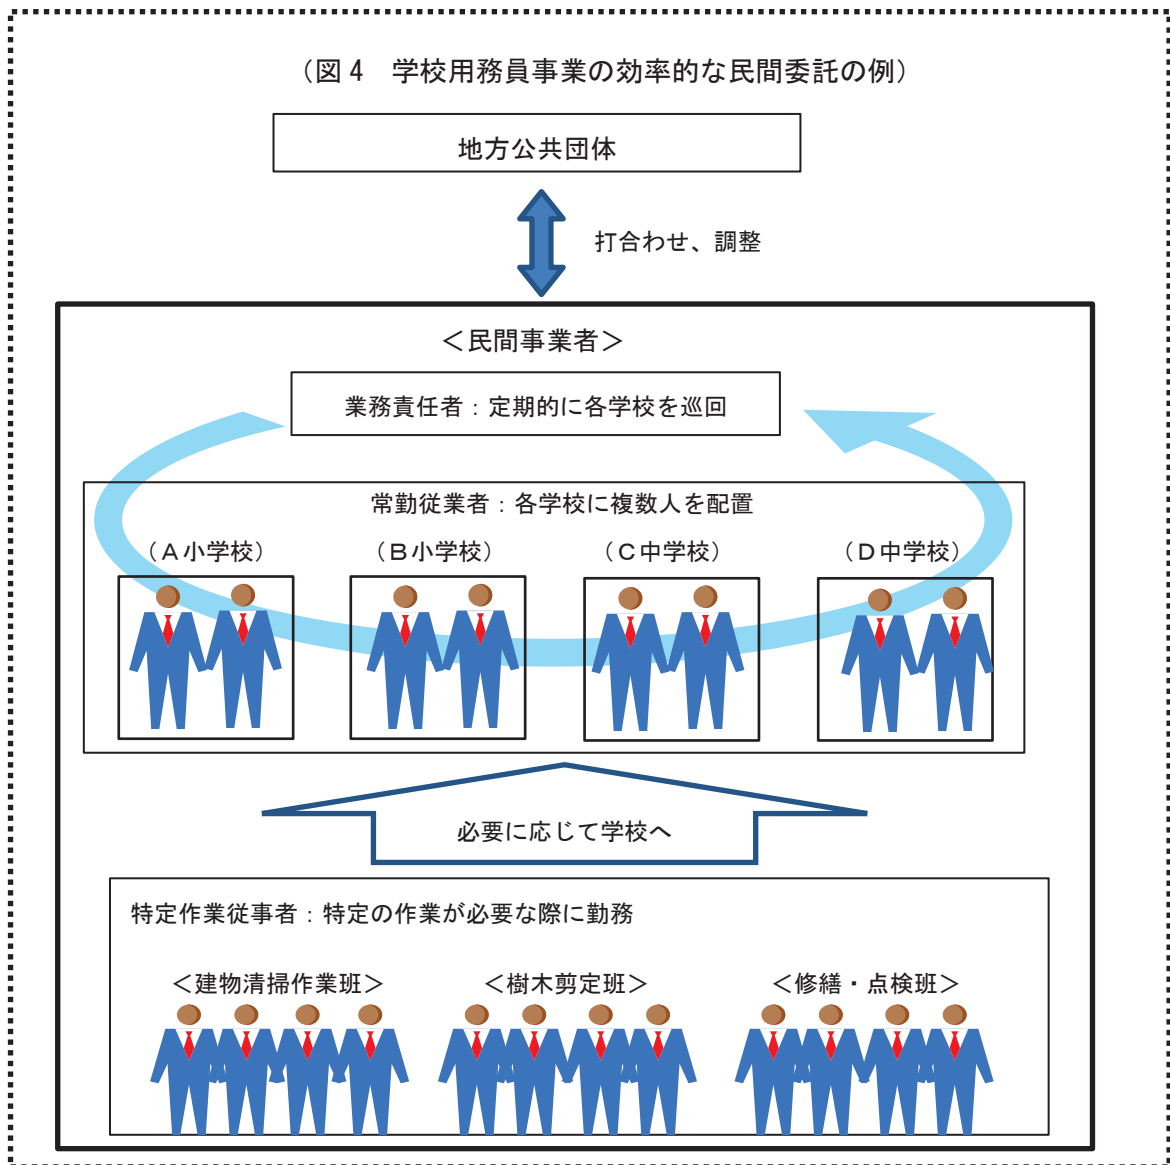 (図4 学校用務員事業の効率的な民間委託の例)
地方公共団体
打合わせ、調整
＜民間事業者＞
業務責任者：定期的に各学校を巡回
常勤従業者：各学校に複数人を配置
（Ａ小学校）
（Ｂ小学校）
（Ｃ中学校）
（Ｄ中学校）
必要に応じて学校へ
特定作業従事者：特定の作業が必要な際に勤務
＜建物清掃作業班＞
＜樹木剪定班＞
＜修繕・点検班＞